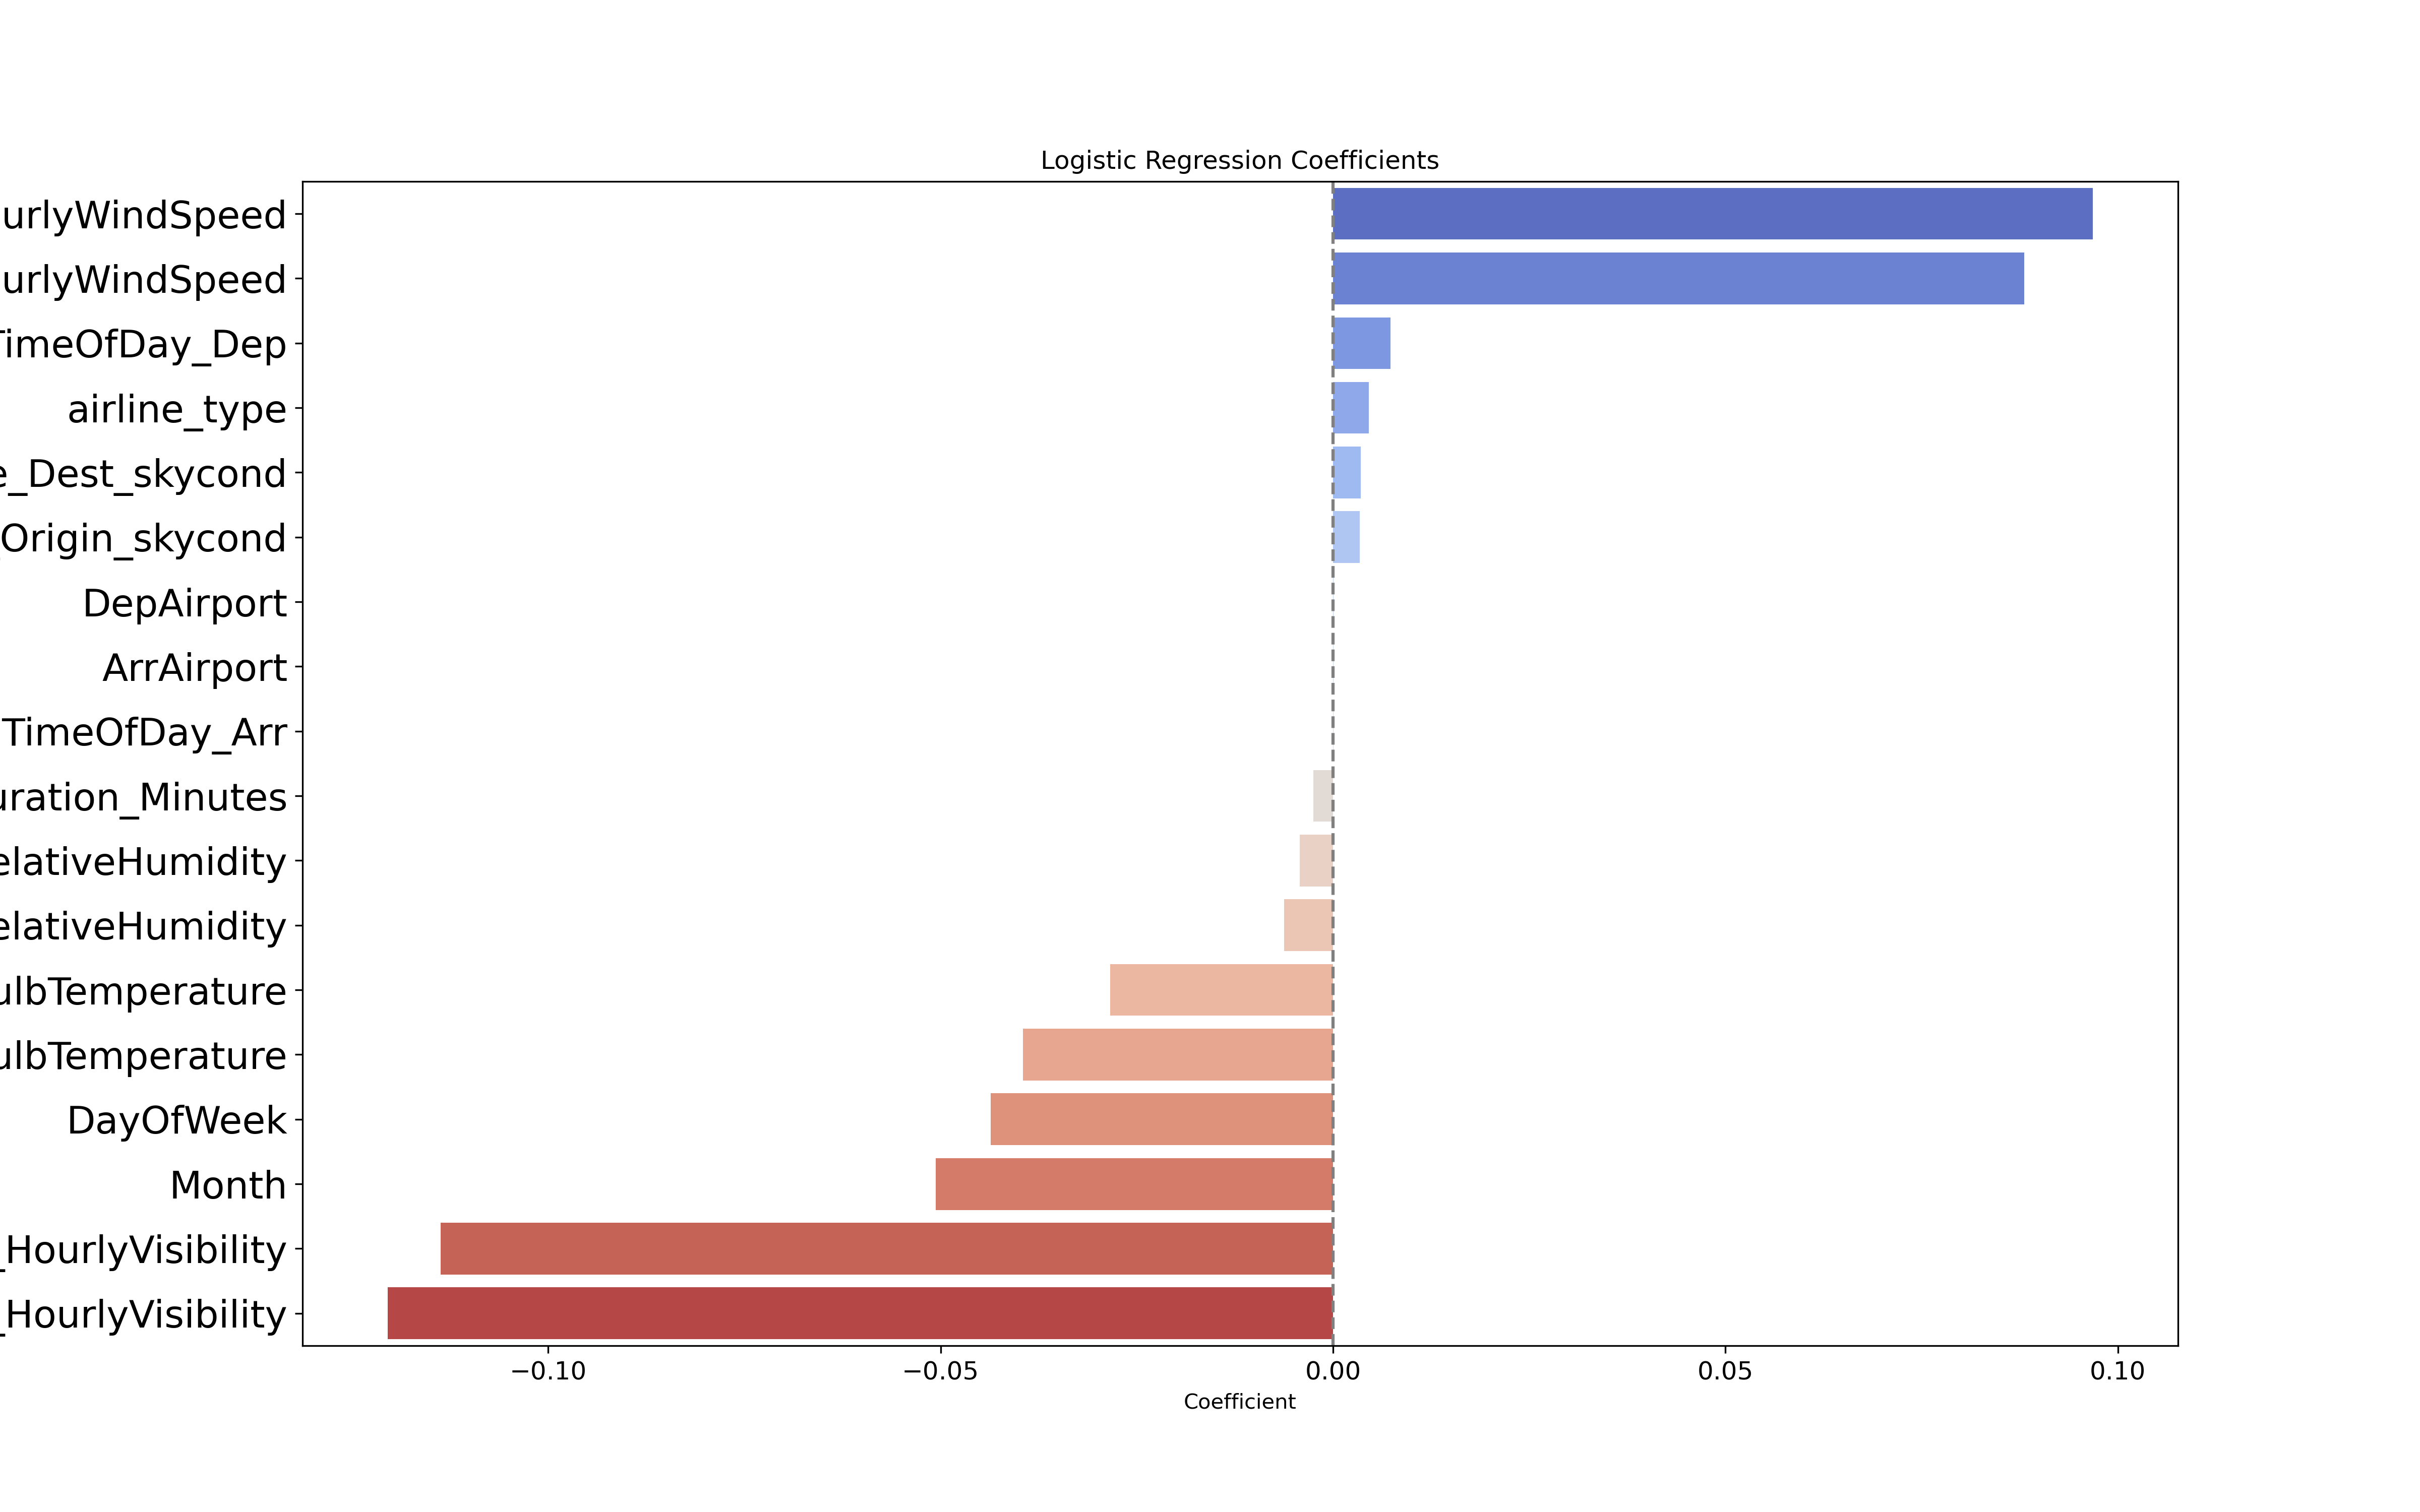 Logistic Regression Coefficients
urlyWindSpeed
urlyWindSpeed
TimeOfDay_Dep
airline_type
e_Dest_skycond
Origin_skycond
DepAirport
ArrAirport
TimeOfDay_Arr
uration_Minutes
elativeHumidity
elativeHumidity
ulbTemperature
ulbTemperature
DayOfWeek
Month
_HourlyVisibility
_HourlyVisibility
−0.10 −0.05 0.00 0.05 0.10
Coefficient